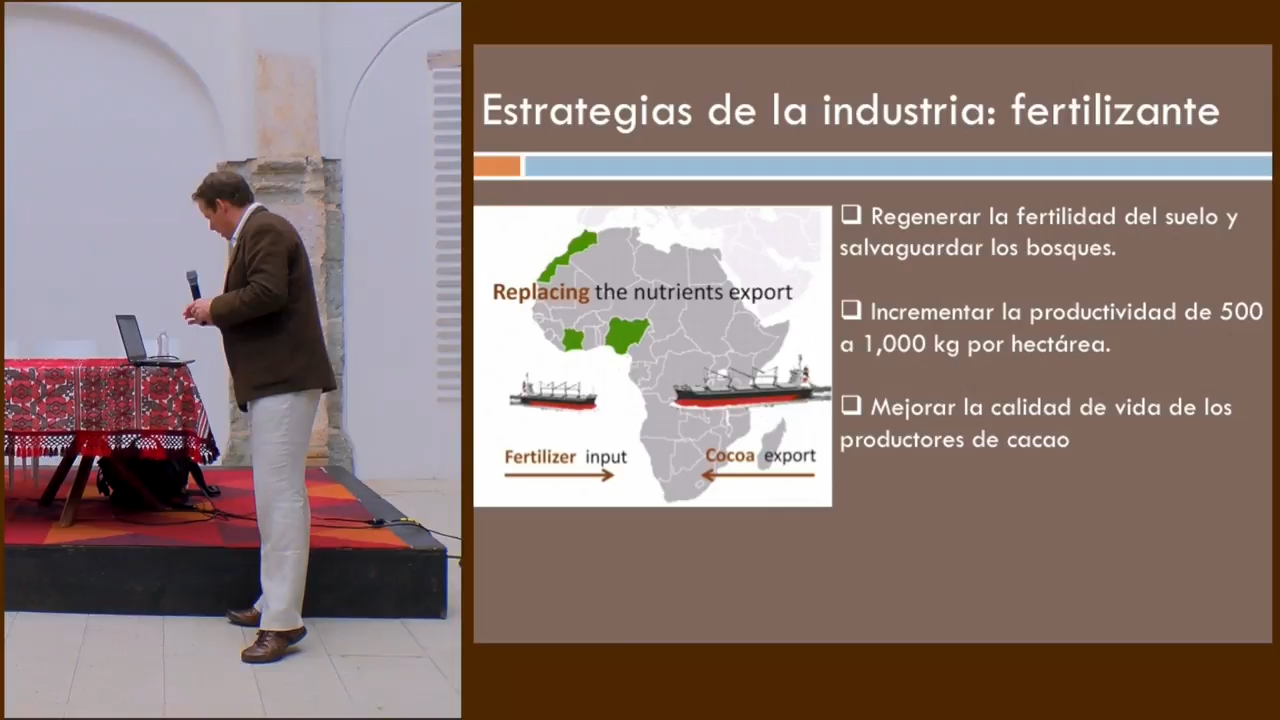 Estrategias de la industria: fertilizante
Replacing the nutrients export
Fertilizer input
Cocoa export
❑ Regenerar la fertilidad del suelo y
salvaguardar los bosques.
❑ Incrementar la productividad de 500
a 1,000 kg por hectárea.
❑ Mejorar la calidad de vida de los
productores de cacao